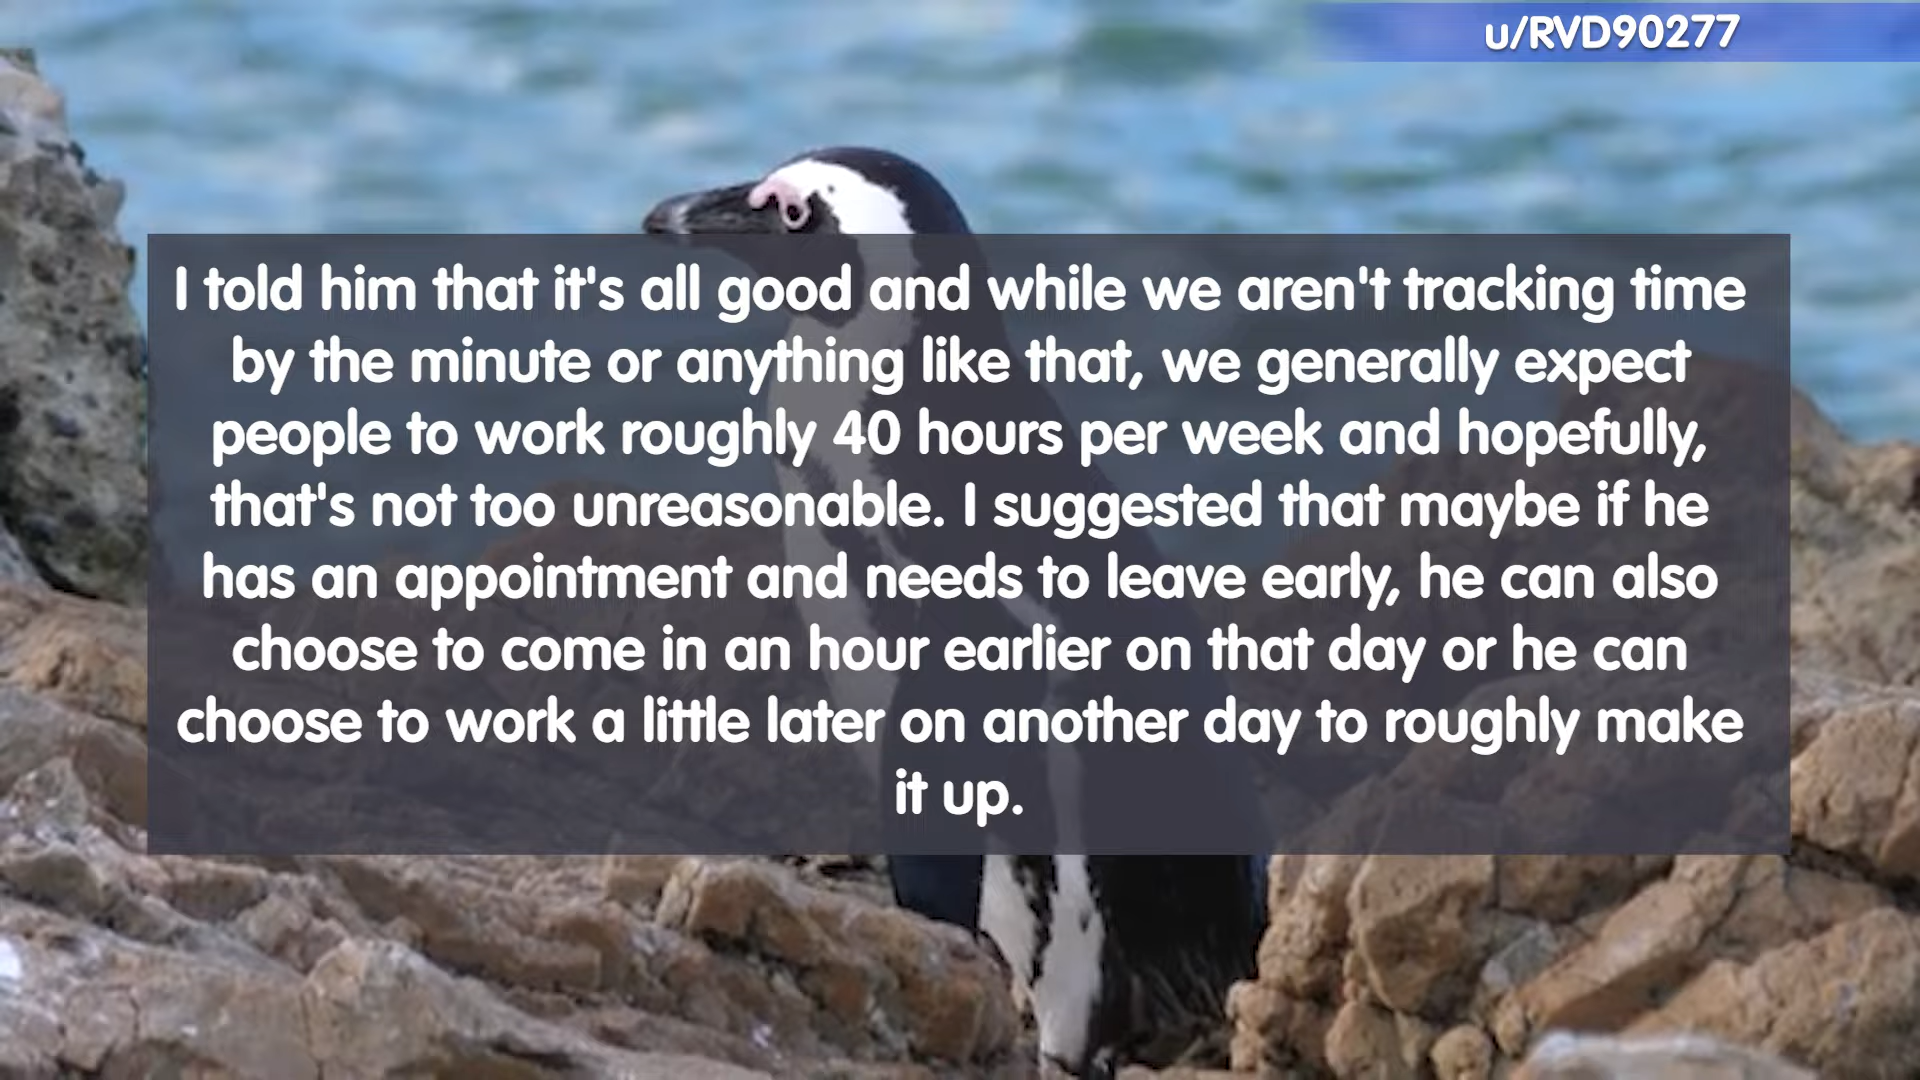 u/RVD90277
I told him that it's all good and while we aren't tracking time
by the minute or anything like that, we generally expect
people to work roughly 40 hours per week and hopefully,
that's not too unreasonable. I suggested that maybe if he
has an appointment and needs to leave early, he can also
choose to come in an hour earlier on that day or he can
choose to work a little later on another day to roughly make
it up.